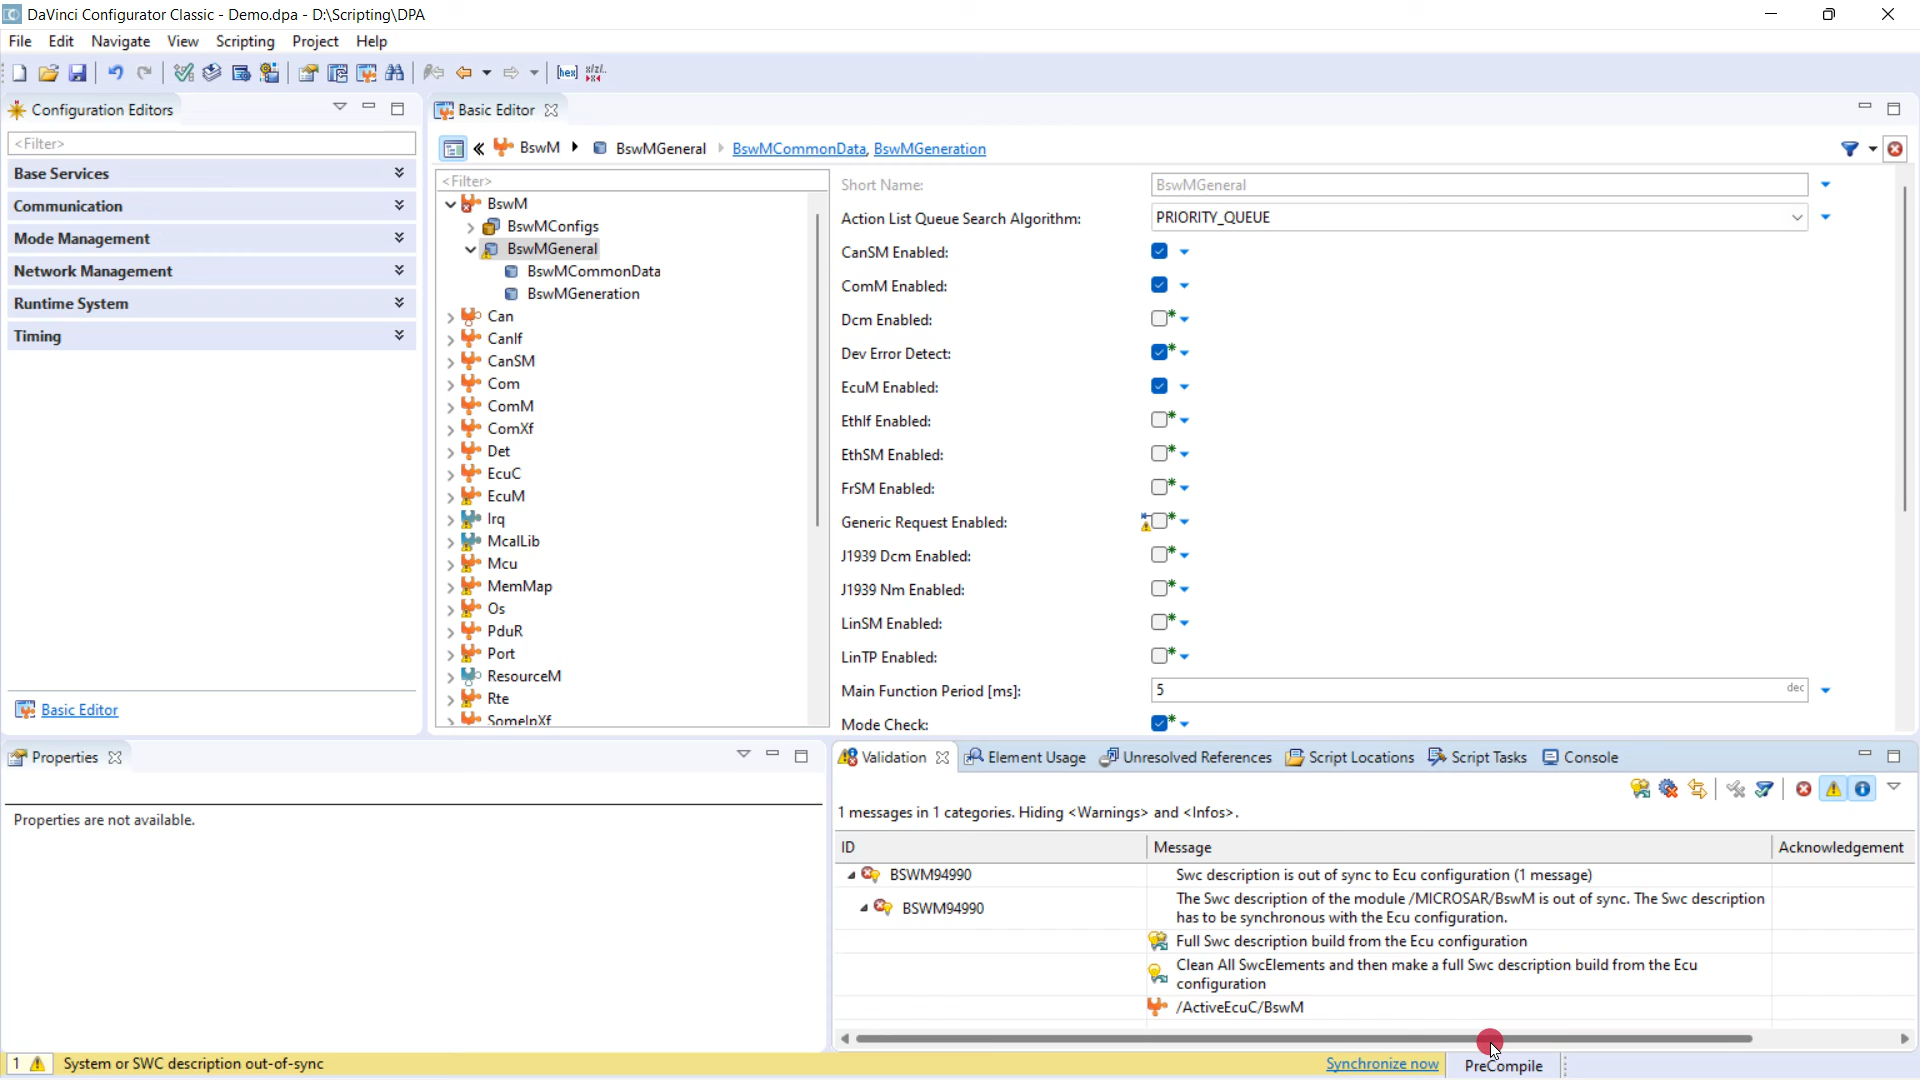 DaVinci Configurator Classic - Demo.dpa - D:\Scripting\DPA
File Edit Navigate View Scripting Project Help
[hex]
Configuration Editors
<Filter>
Base Services
Communication
Mode Management
Network Management
Runtime System
Timing
Basic Editor
Basic Editor
« BswM BswMGeneral BswMCommonData, BswMGeneration
<Filter>
BswM
BswMConfigs
BswMGeneral
BswMCommonData
BswMGeneration
Can
CanIf
CanSM
Com
ComM
ComXf
Det
EcuC
EcuM
Irq
McalLib
Mcu
MemMap
Os
PduR
Port
ResourceM
Rte
SomeIpXf
Short Name: BswMGeneral
Action List Queue Search Algorithm: PRIORITY_QUEUE
CanSM Enabled:
ComM Enabled:
Dcm Enabled:
Dev Error Detect:
EcuM Enabled:
EthIf Enabled:
EthSM Enabled:
FrSM Enabled:
Generic Request Enabled:
J1939 Dcm Enabled:
J1939 Nm Enabled:
LinSM Enabled:
LinTP Enabled:
Main Function Period [ms]: 5 dec
Mode Check:
Properties
Properties are not available.
Validation Element Usage Unresolved References Script Locations Script Tasks Console
1 messages in 1 categories. Hiding <Warnings> and <Infos>.
ID Message Acknowledgement
BSWM94990 Swc description is out of sync to Ecu configuration (1 message)
BSWM94990 The Swc description of the module /MICROSAR/BswM is out of sync. The Swc description
has to be synchronous with the Ecu configuration.
Full Swc description build from the Ecu configuration
Clean All SwcElements and then make a full Swc description build from the Ecu
configuration
/ActiveEcuC/BswM
1 System or SWC description out-of-sync Synchronize now PreCompile